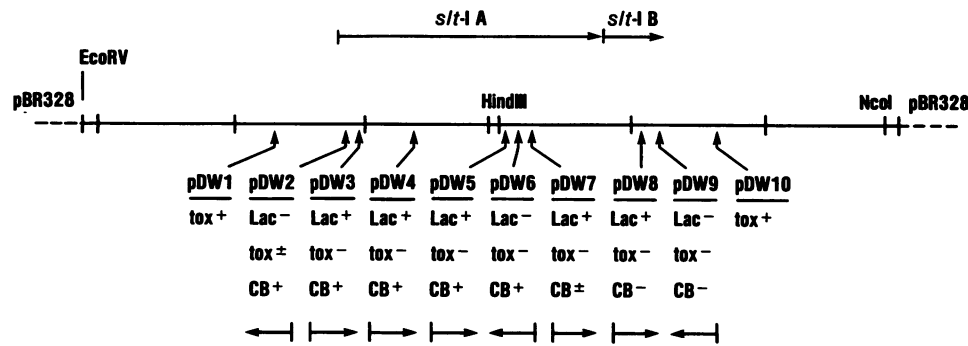 slt-I A slt-I B
EcoRV
pBR328 HindIII NcoI pBR328
pDW1 pDW2 pDW3 pDW4 pDW5 pDW6 pDW7 pDW8 pDW9 pDW10
tox+ Lac− Lac+ Lac+ Lac+ Lac− Lac+ Lac+ Lac− tox+
tox± tox− tox− tox− tox− tox− tox− tox−
CB+ CB+ CB+ CB+ CB+ CB± CB− CB−